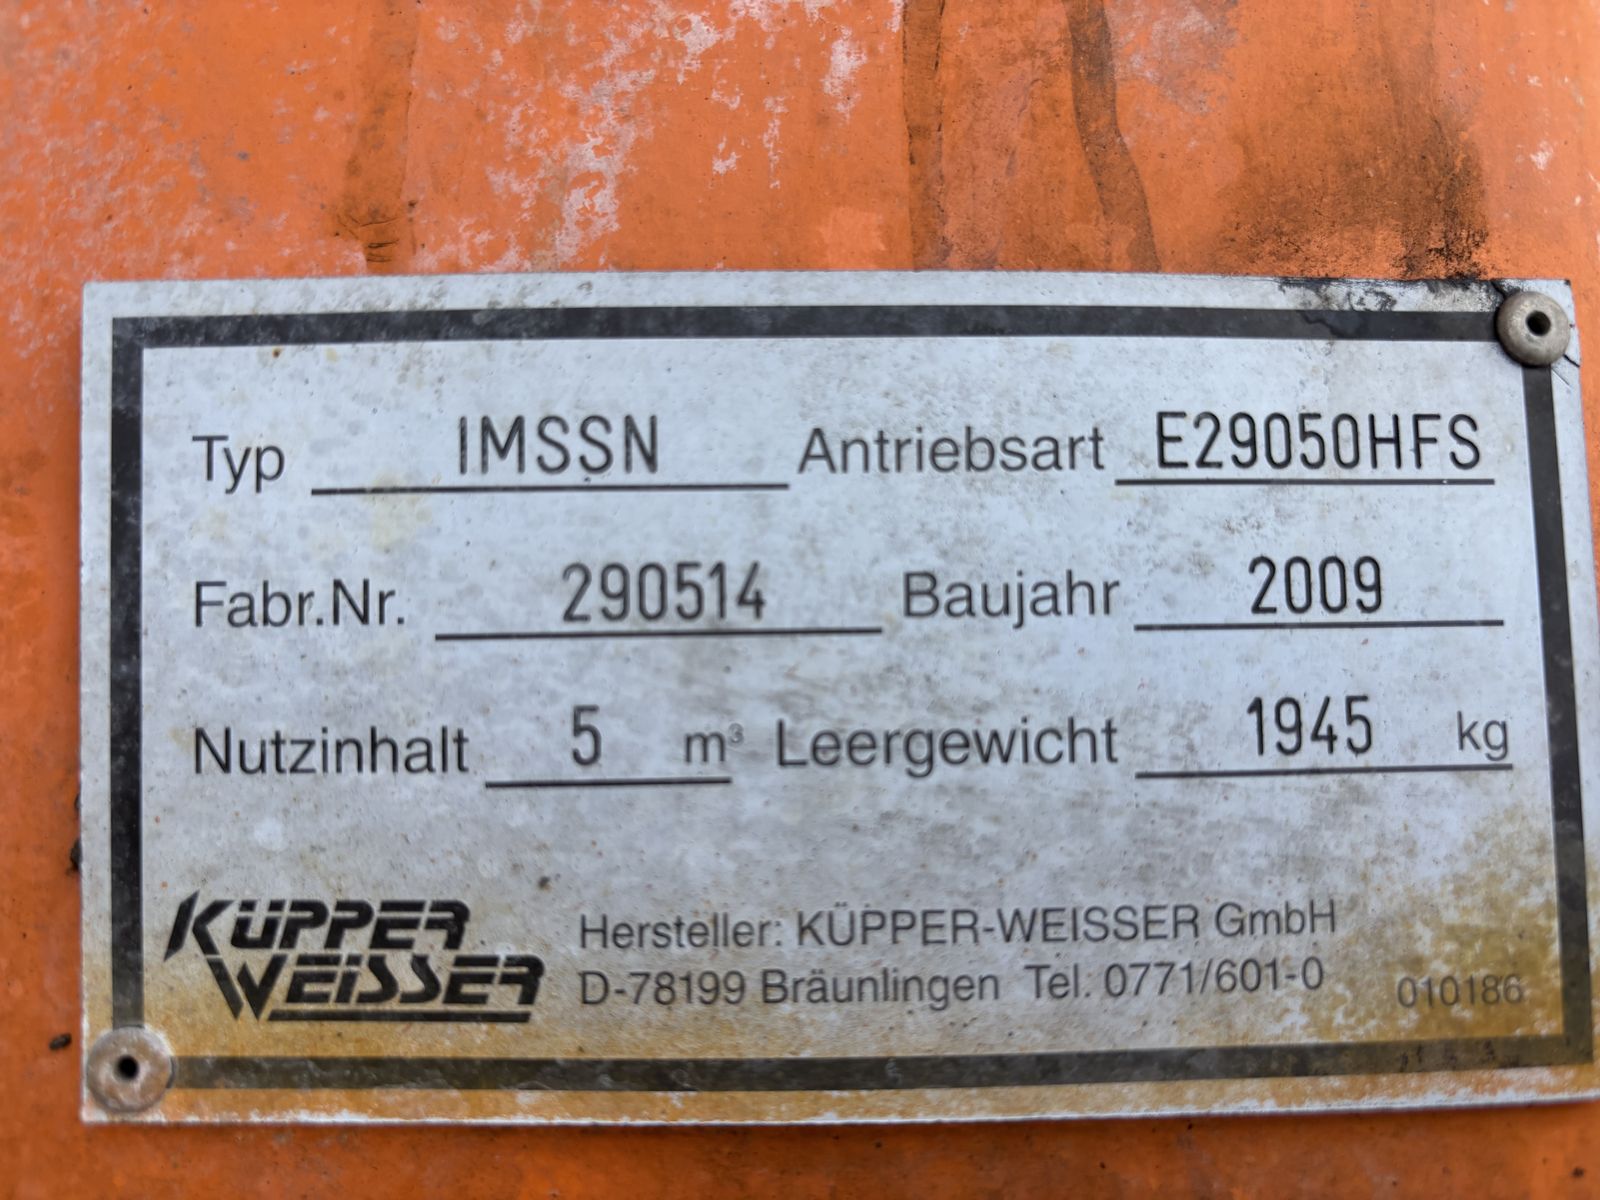 Typ IMSSN Antriebsart E29050HFS
Fabr.Nr. 290514 Baujahr 2009
Nutzinhalt 5 m³ Leergewicht 1945 kg
KÜPPER
WEISSER
Hersteller: KÜPPER-WEISSER GmbH
D-78199 Bräunlingen Tel. 0771/601-0 010186